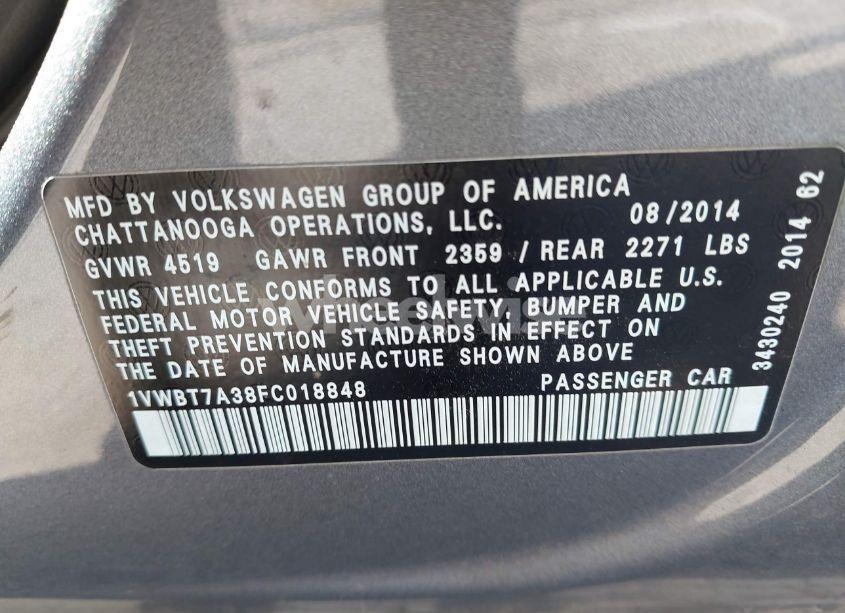 MFD BY VOLKSWAGEN GROUP OF AMERICA
CHATTANOOGA OPERATIONS, LLC. 08/2014
GVWR 4519 GAWR FRONT 2359 / REAR 2271 LBS
THIS VEHICLE CONFORMS TO ALL APPLICABLE U.S.
FEDERAL MOTOR VEHICLE SAFETY, BUMPER AND
THEFT PREVENTION STANDARDS IN EFFECT ON
THE DATE OF MANUFACTURE SHOWN ABOVE
1VWBT7A38FC018848 PASSENGER CAR
3430240 2014 62